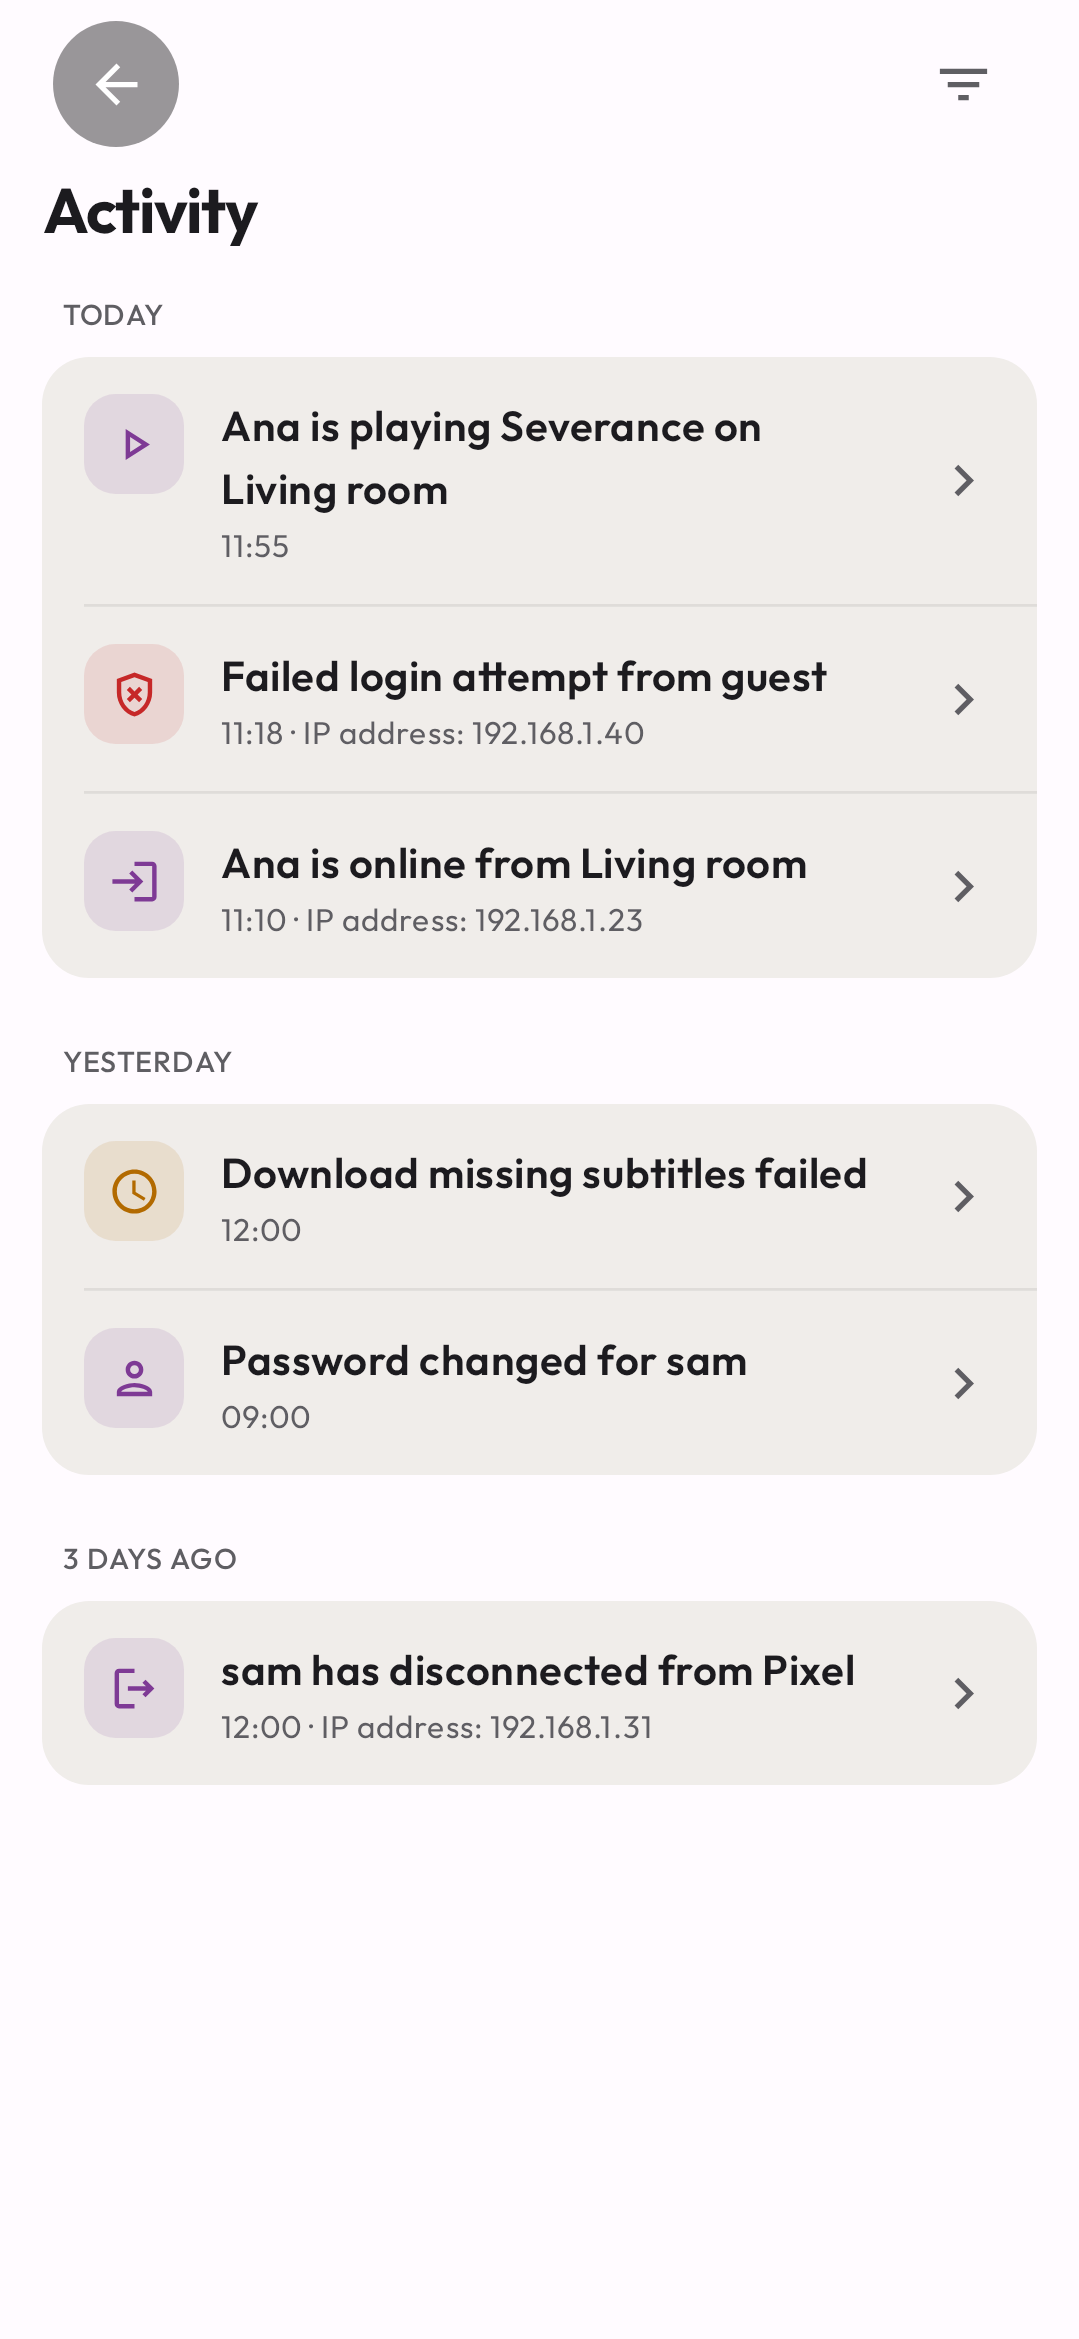 Activity
TODAY
Ana is playing Severance on
Living room
11:55
Failed login attempt from guest
11:18 · IP address: 192.168.1.40
Ana is online from Living room
11:10 · IP address: 192.168.1.23
YESTERDAY
Download missing subtitles failed
12:00
Password changed for sam
09:00
3 DAYS AGO
sam has disconnected from Pixel
12:00 · IP address: 192.168.1.31